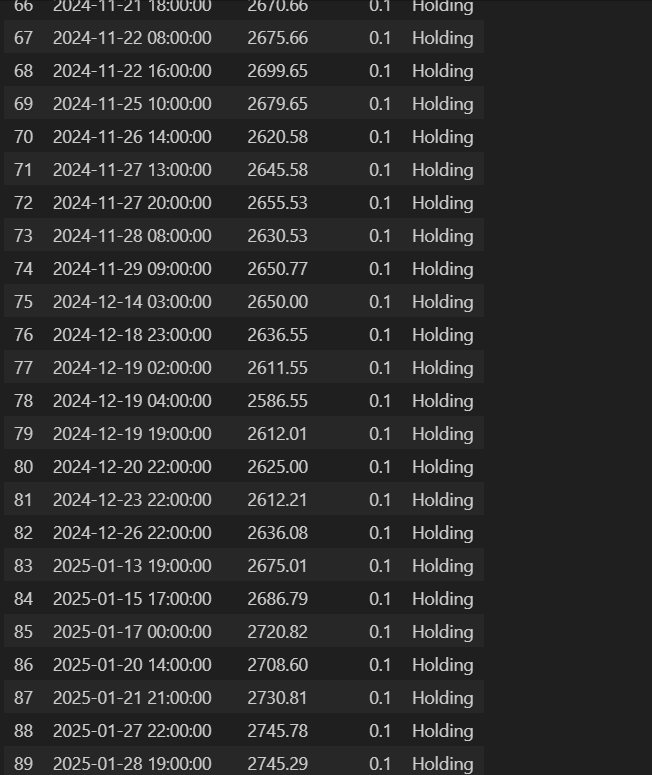 66 2024-11-21 18:00:00 2670.66 0.1 Holding
67 2024-11-22 08:00:00 2675.66 0.1 Holding
68 2024-11-22 16:00:00 2699.65 0.1 Holding
69 2024-11-25 10:00:00 2679.65 0.1 Holding
70 2024-11-26 14:00:00 2620.58 0.1 Holding
71 2024-11-27 13:00:00 2645.58 0.1 Holding
72 2024-11-27 20:00:00 2655.53 0.1 Holding
73 2024-11-28 08:00:00 2630.53 0.1 Holding
74 2024-11-29 09:00:00 2650.77 0.1 Holding
75 2024-12-14 03:00:00 2650.00 0.1 Holding
76 2024-12-18 23:00:00 2636.55 0.1 Holding
77 2024-12-19 02:00:00 2611.55 0.1 Holding
78 2024-12-19 04:00:00 2586.55 0.1 Holding
79 2024-12-19 19:00:00 2612.01 0.1 Holding
80 2024-12-20 22:00:00 2625.00 0.1 Holding
81 2024-12-23 22:00:00 2612.21 0.1 Holding
82 2024-12-26 22:00:00 2636.08 0.1 Holding
83 2025-01-13 19:00:00 2675.01 0.1 Holding
84 2025-01-15 17:00:00 2686.79 0.1 Holding
85 2025-01-17 00:00:00 2720.82 0.1 Holding
86 2025-01-20 14:00:00 2708.60 0.1 Holding
87 2025-01-21 21:00:00 2730.81 0.1 Holding
88 2025-01-27 22:00:00 2745.78 0.1 Holding
89 2025-01-28 19:00:00 2745.29 0.1 Holding